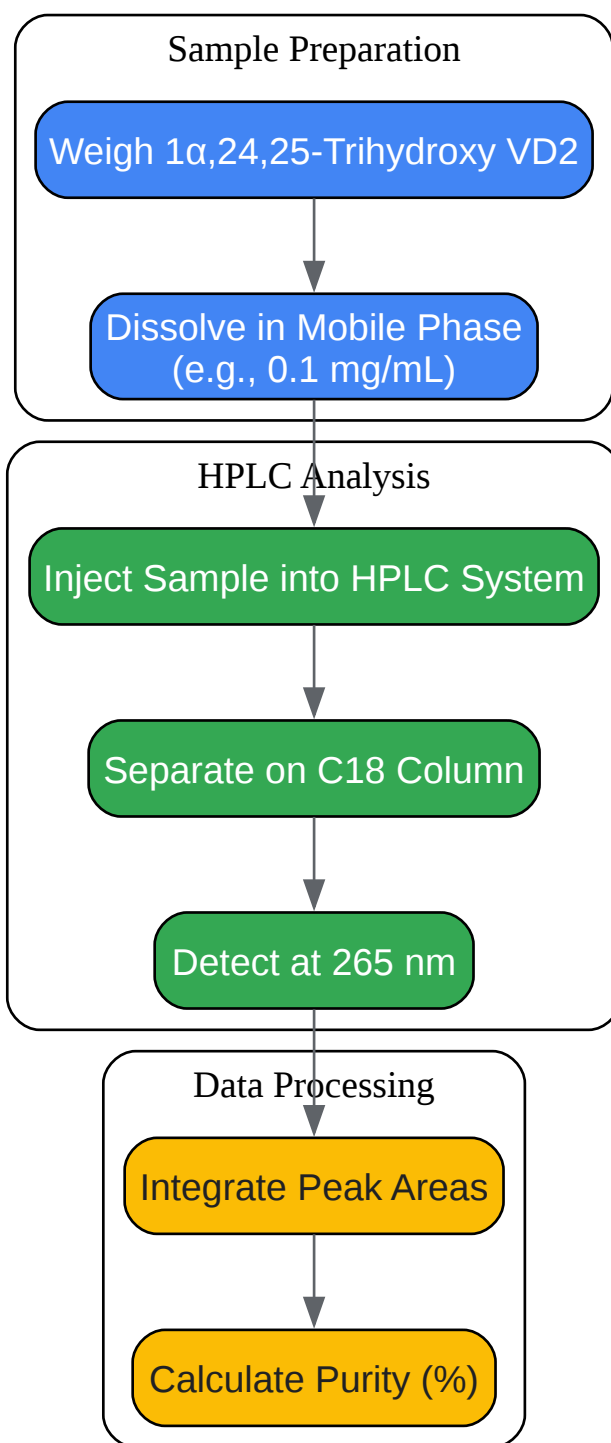 Sample Preparation
Weigh 1α,24,25-Trihydroxy VD2
Dissolve in Mobile Phase
(e.g., 0.1 mg/mL)
HPLC Analysis
Inject Sample into HPLC System
Separate on C18 Column
Detect at 265 nm
Data Processing
Integrate Peak Areas
Calculate Purity (%)